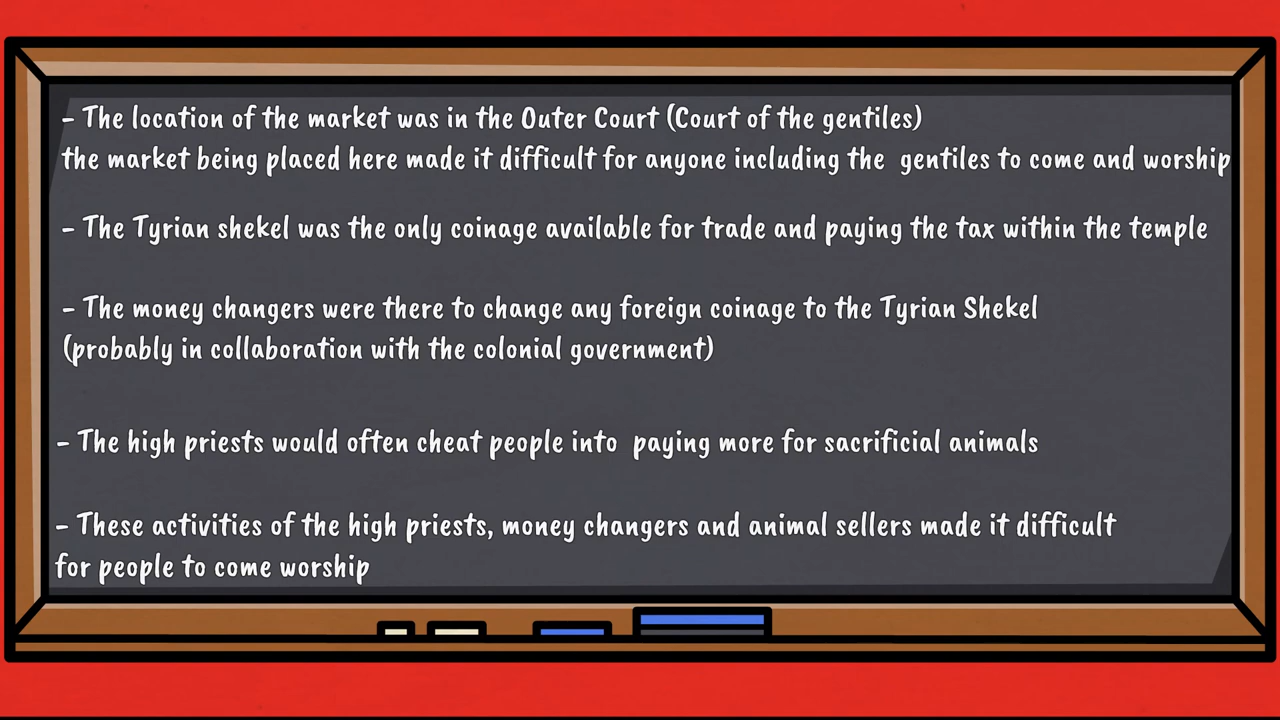 - The location of the market was in the Outer Court (Court of the gentiles)
the market being placed here made it difficult for anyone including the gentiles to come and worship
- The Tyrian shekel was the only coinage available for trade and paying the tax within the temple
- The money changers were there to change any foreign coinage to the Tyrian Shekel
(probably in collaboration with the colonial government)
- The high priests would often cheat people into paying more for sacrificial animals
- These activities of the high priests, money changers and animal sellers made it difficult
for people to come worship